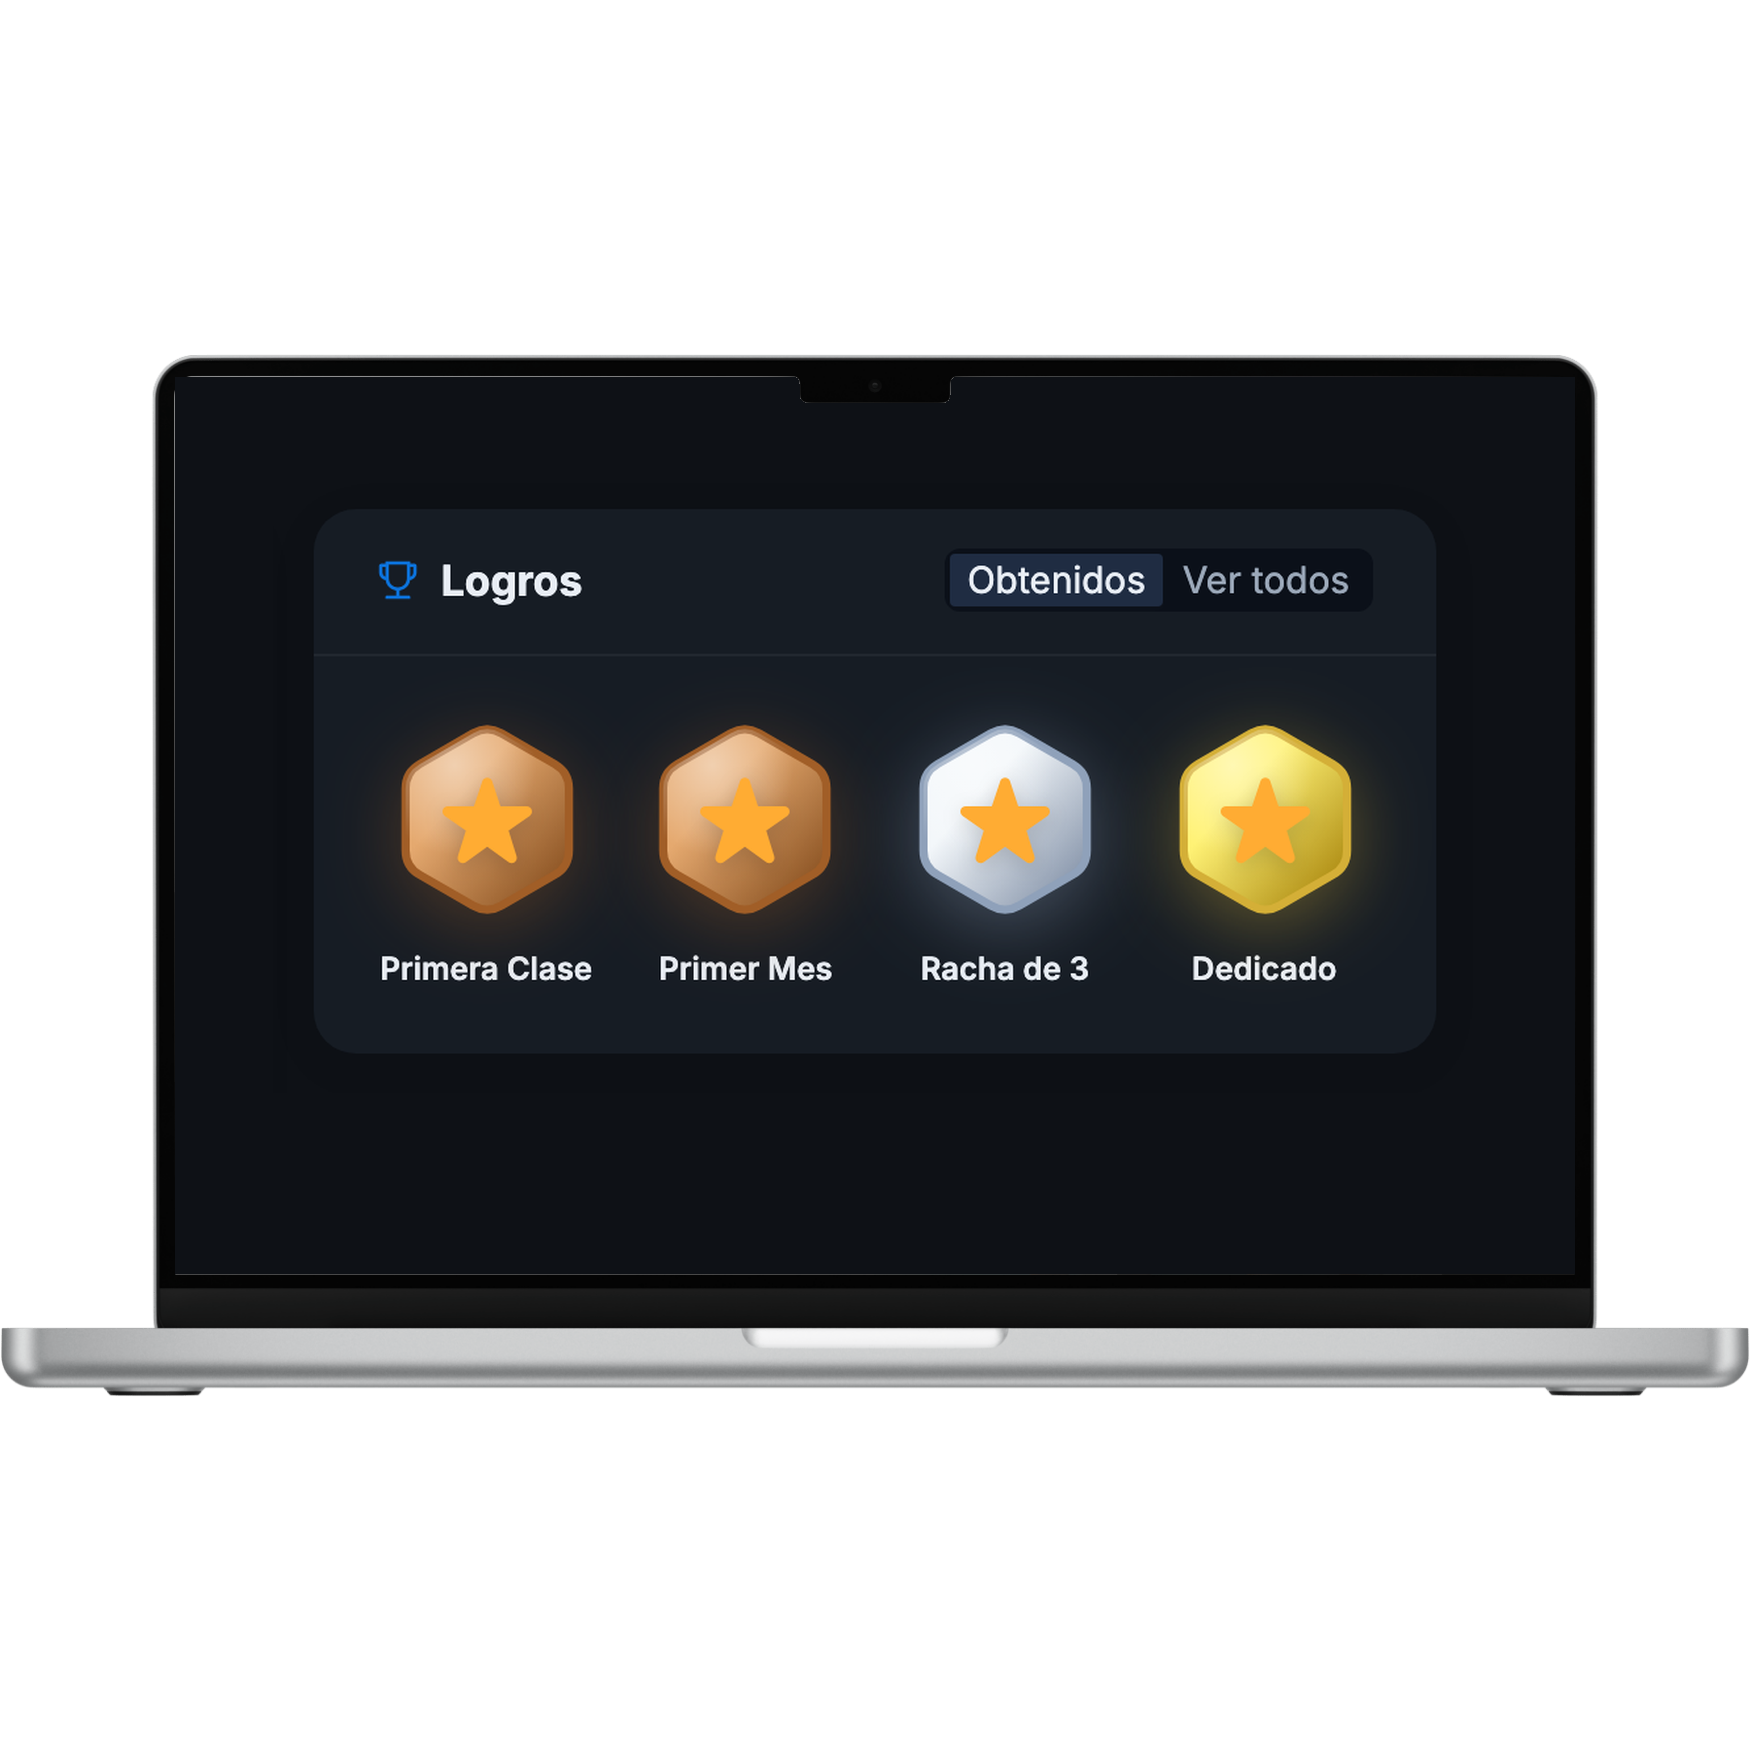 Logros
Obtenidos Ver todos
Primera Clase
Primer Mes
Racha de 3
Dedicado